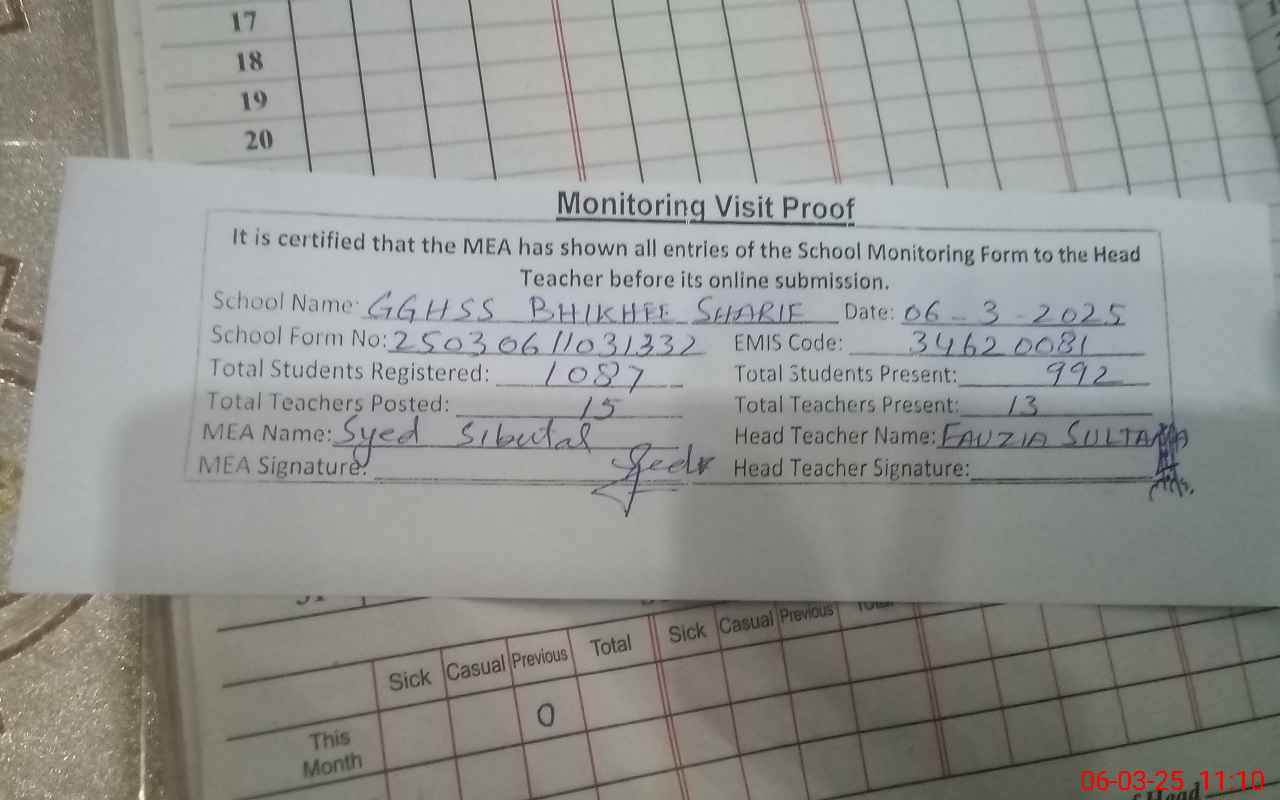 17
18
19
20
Monitoring Visit Proof
It is certified that the MEA has shown all entries of the School Monitoring Form to the Head
Teacher before its online submission.
School Name: GGHSS BHIKHEE SHARIF Date: 06-3-2025
School Form No: 25030611031332 EMIS Code: 34620081
Total Students Registered: 1087 Total Students Present: 992
Total Teachers Posted: 15 Total Teachers Present: 13
MEA Name: Syed Sibutal Head Teacher Name: FAUZIA SULTANA
MEA Signature: Head Teacher Signature:
Sick Casual Previous Total Sick Casual Previous Total
0
This
Month
06-03-25 11:10
Head